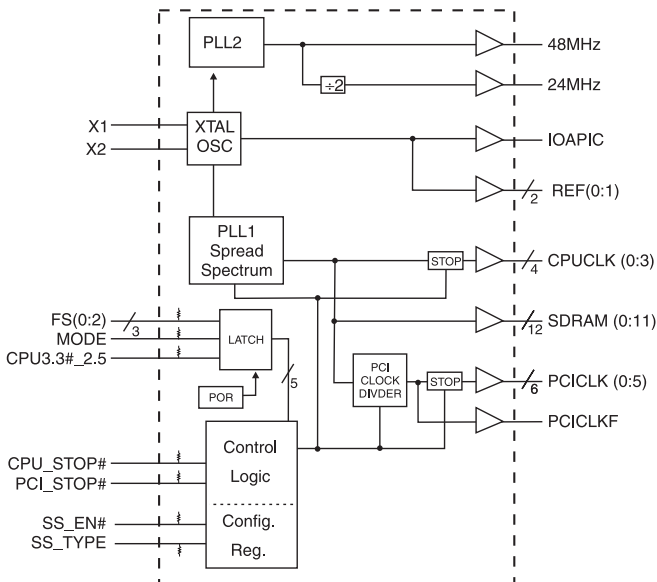 PLL2
48MHz
÷2
24MHz
X1
X2
XTAL
OSC
IOAPIC
REF(0:1)
2
PLL1
Spread
Spectrum
STOP
CPUCLK (0:3)
4
FS(0:2)
3
MODE
CPU3.3#_2.5
LATCH
SDRAM (0:11)
12
POR
5
PCI
CLOCK
DIVDER
STOP
PCICLK (0:5)
6
PCICLKF
CPU_STOP#
PCI_STOP#
SS_EN#
SS_TYPE
Control
Logic
Config.
Reg.